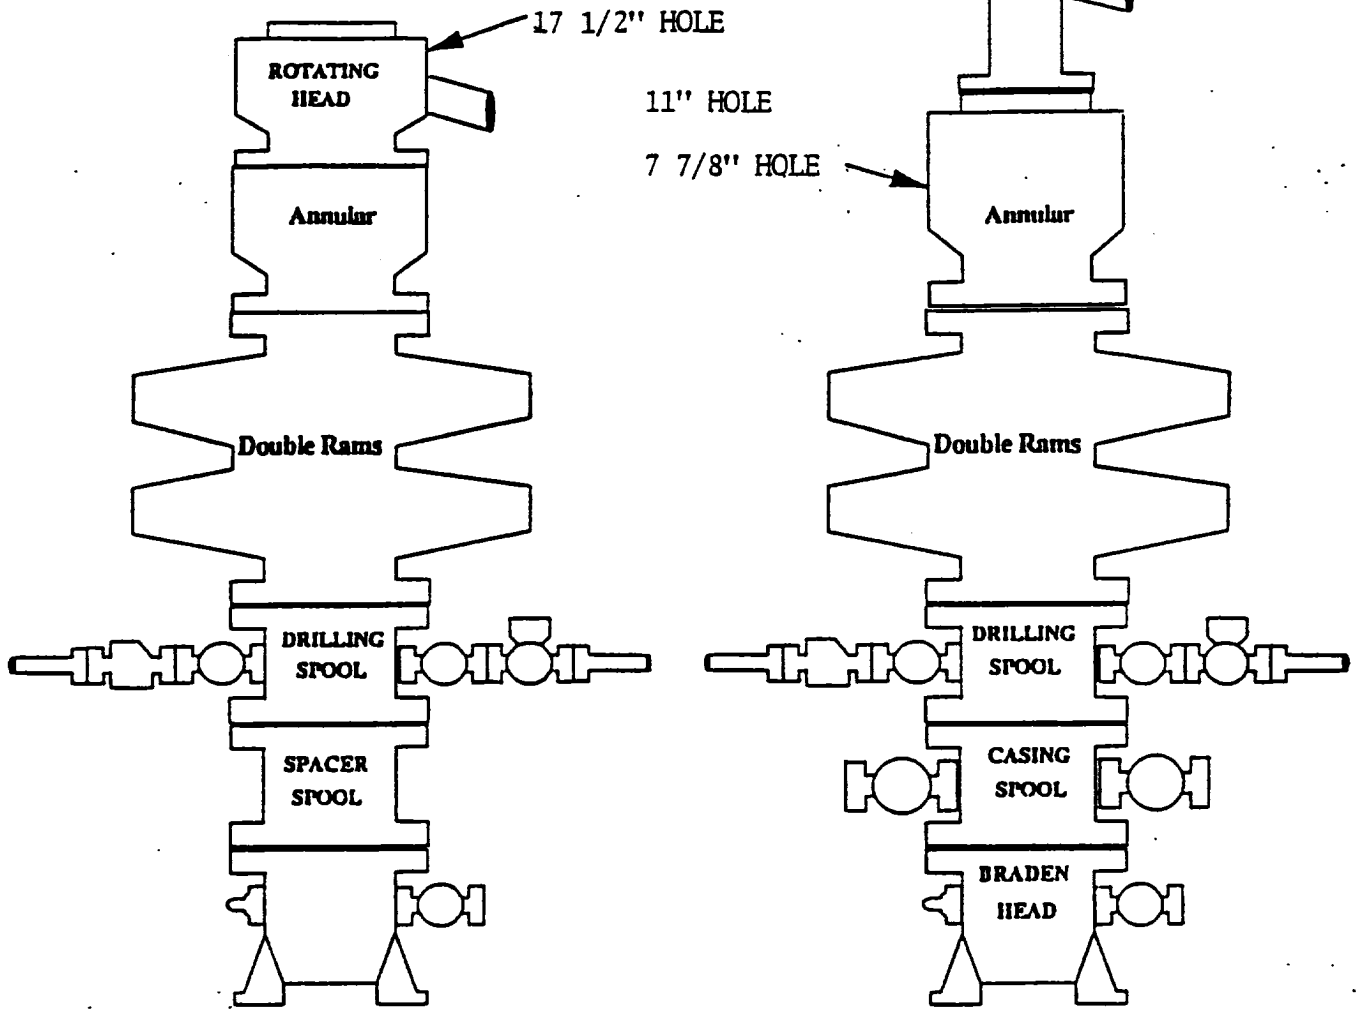 17 1/2" HOLE
ROTATING
HEAD
Annular
Double Rams
DRILLING
SPOOL
SPACER
SPOOL
11" HOLE
7 7/8" HOLE
Annular
Double Rams
DRILLING
SPOOL
CASING
SPOOL
BRADEN
HEAD